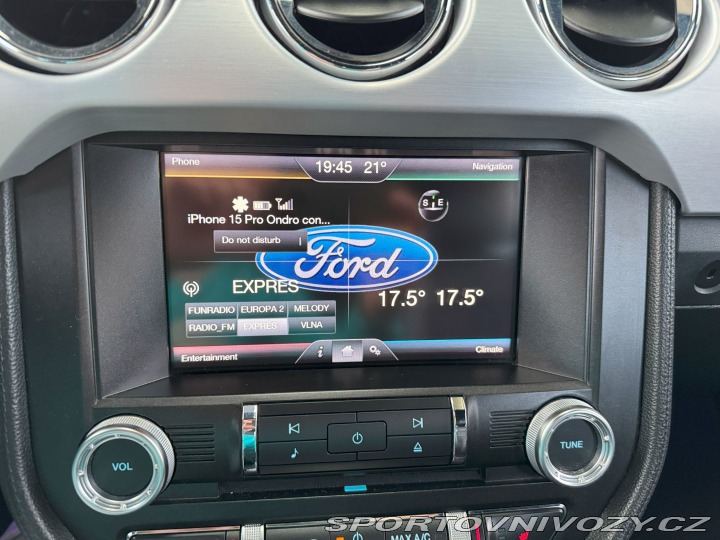 Phone
19:45 21°
Navigation
iPhone 15 Pro Ondro con...
S E
Do not disturb
Ford
EXPRES
17.5° 17.5°
FUNRADIO EUROPA 2 MELODY
RADIO_FM EXPRES VLNA
Entertainment
i
Climate
VOL
TUNE
MAX A/C
SPORTOVNIVOZY.CZ